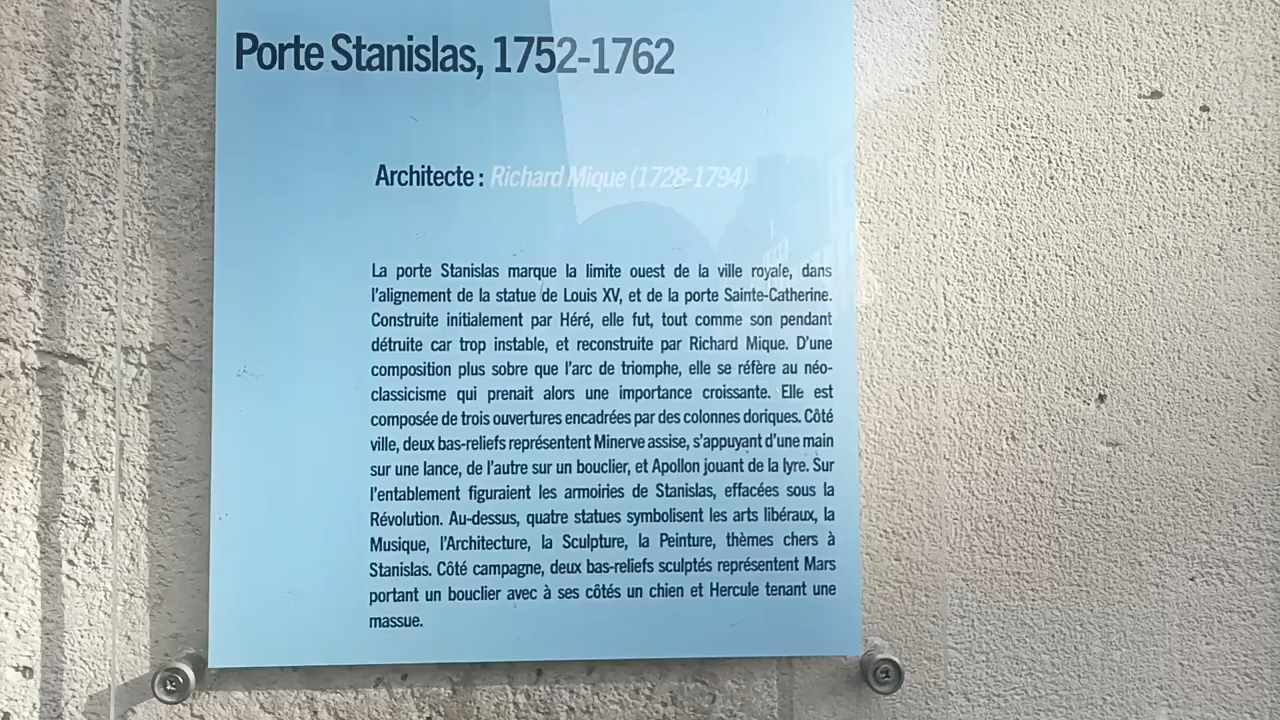 Porte Stanislas, 1752-1762
Architecte : Richard Mique (1728-1794)
La porte Stanislas marque la limite ouest de la ville royale, dans
l'alignement de la statue de Louis XV, et de la porte Sainte-Catherine.
Construite initialement par Héré, elle fut, tout comme son pendant
détruite car trop instable, et reconstruite par Richard Mique. D'une
composition plus sobre que l'arc de triomphe, elle se réfère au néo-
classicisme qui prenait alors une importance croissante. Elle est
composée de trois ouvertures encadrées par des colonnes doriques. Côté
ville, deux bas-reliefs représentent Minerve assise, s'appuyant d'une main
sur une lance, de l'autre sur un bouclier, et Apollon jouant de la lyre. Sur
l'entablement figuraient les armoiries de Stanislas, effacées sous la
Révolution. Au-dessus, quatre statues symbolisent les arts libéraux, la
Musique, l'Architecture, la Sculpture, la Peinture, thèmes chers à
Stanislas. Côté campagne, deux bas-reliefs sculptés représentent Mars
portant un bouclier avec à ses côtés un chien et Hercule tenant une
massue.